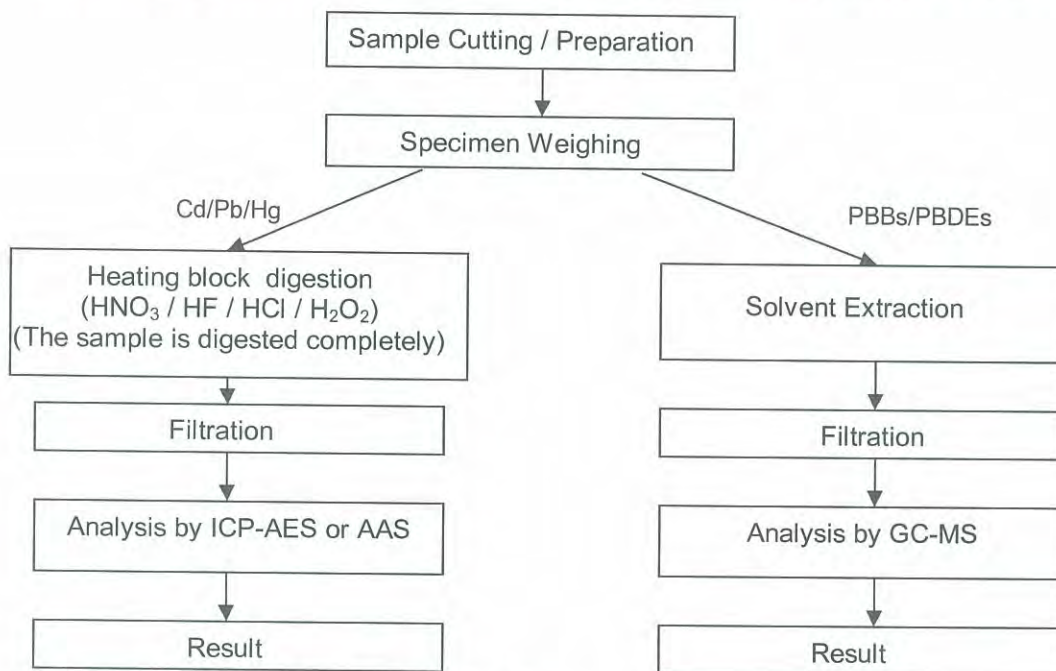 Sample Cutting / Preparation
Specimen Weighing
Cd/Pb/Hg
PBBs/PBDEs
Heating block digestion
(HNO₃ / HF / HCl / H₂O₂)
(The sample is digested completely)
Solvent Extraction
Filtration
Filtration
Analysis by ICP-AES or AAS
Analysis by GC-MS
Result
Result